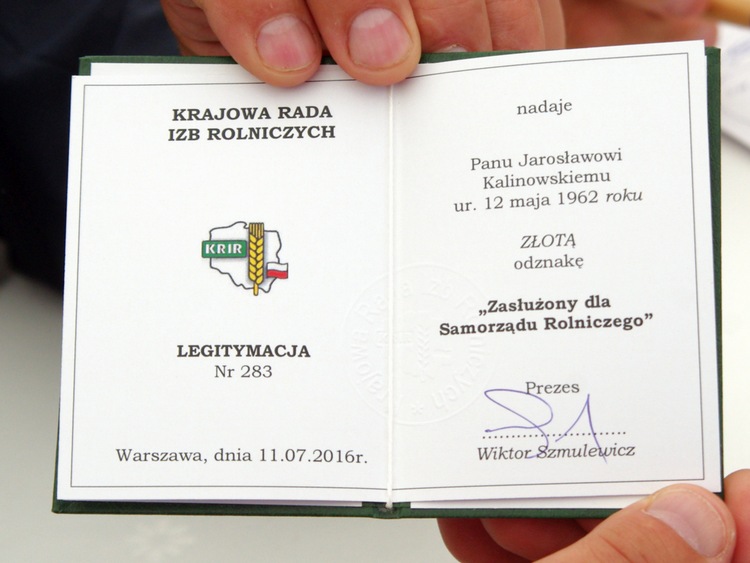 KRAJOWA RADA
IZB ROLNICZYCH
KRIR
LEGITYMACJA
Nr 283
Warszawa, dnia 11.07.2016r.
nadaje
Panu Jarosławowi
Kalinowskiemu
ur. 12 maja 1962 roku
ZŁOTĄ
odznakę
„Zasłużony dla
Samorządu Rolniczego”
Prezes
Wiktor Szmulewicz